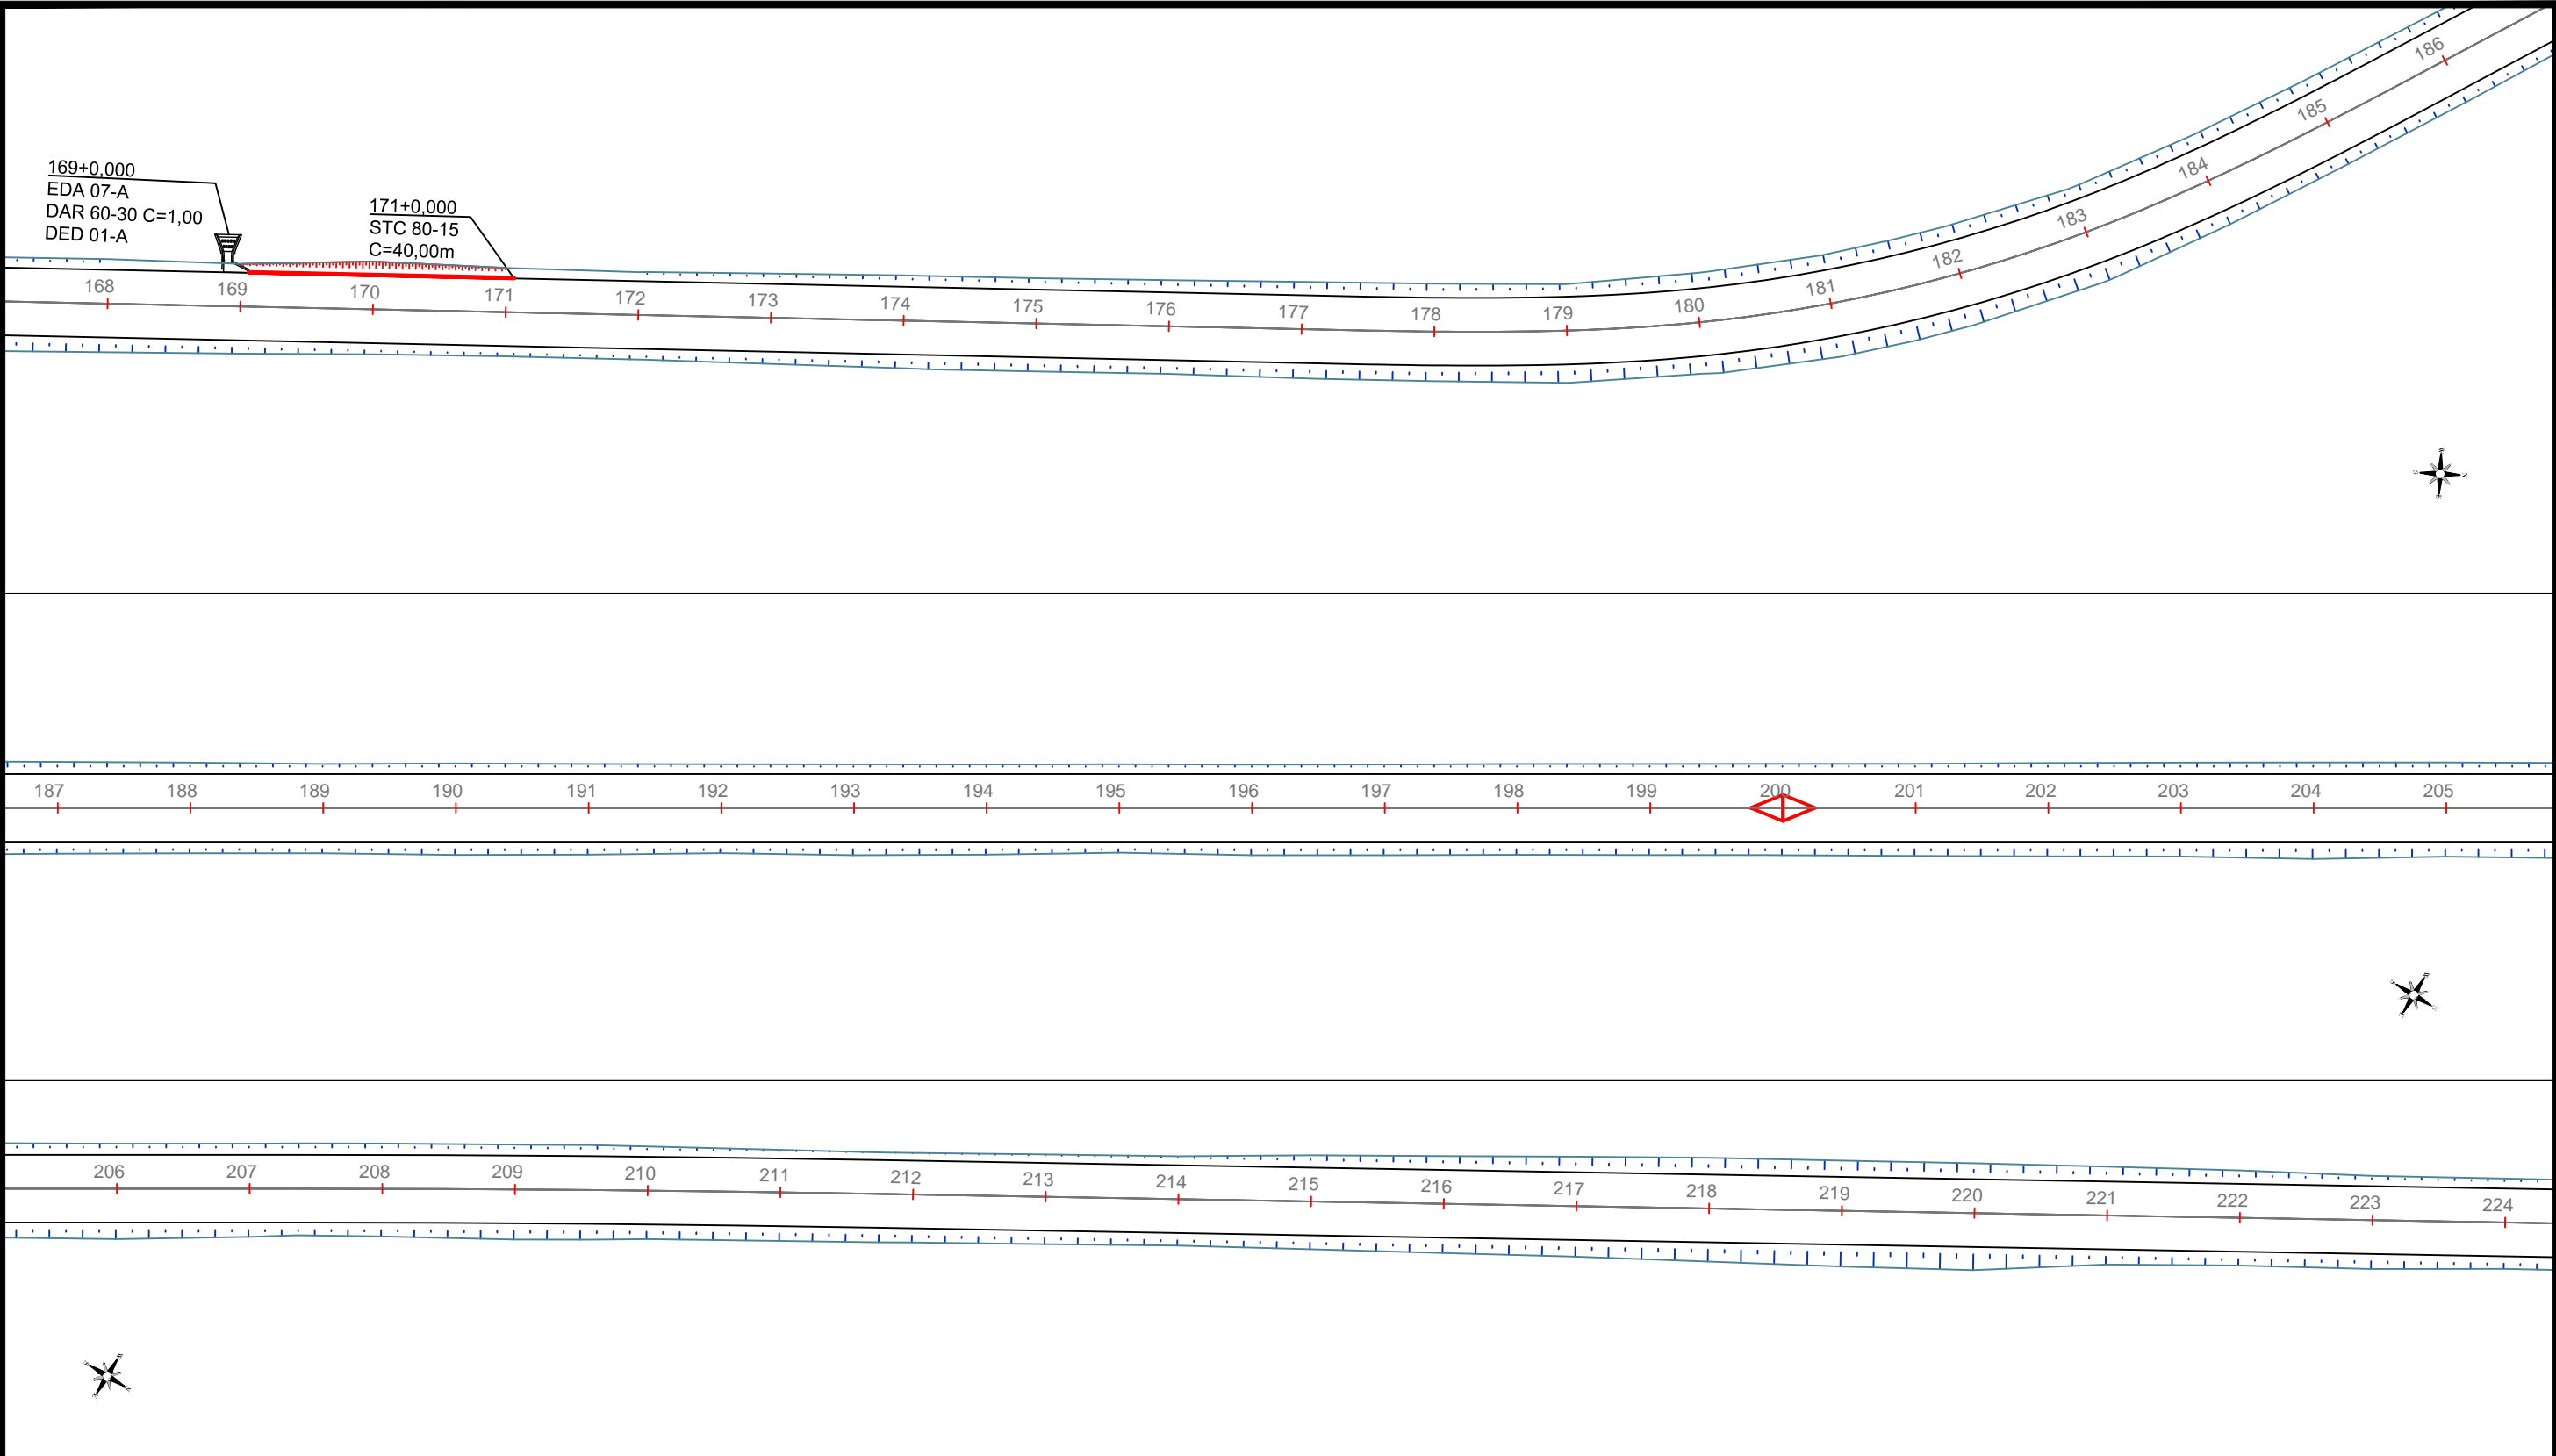 169+0,000
EDA 07-A
DAR 60-30 C=1,00
DED 01-A
171+0,000
STC 80-15
C=40,00m
168 169 170 171 172 173 174 175 176 177 178 179 180 181 182 183 184 185 186
187 188 189 190 191 192 193 194 195 196 197 198 199 200 201 202 203 204 205
206 207 208 209 210 211 212 213 214 215 216 217 218 219 220 221 222 223 224